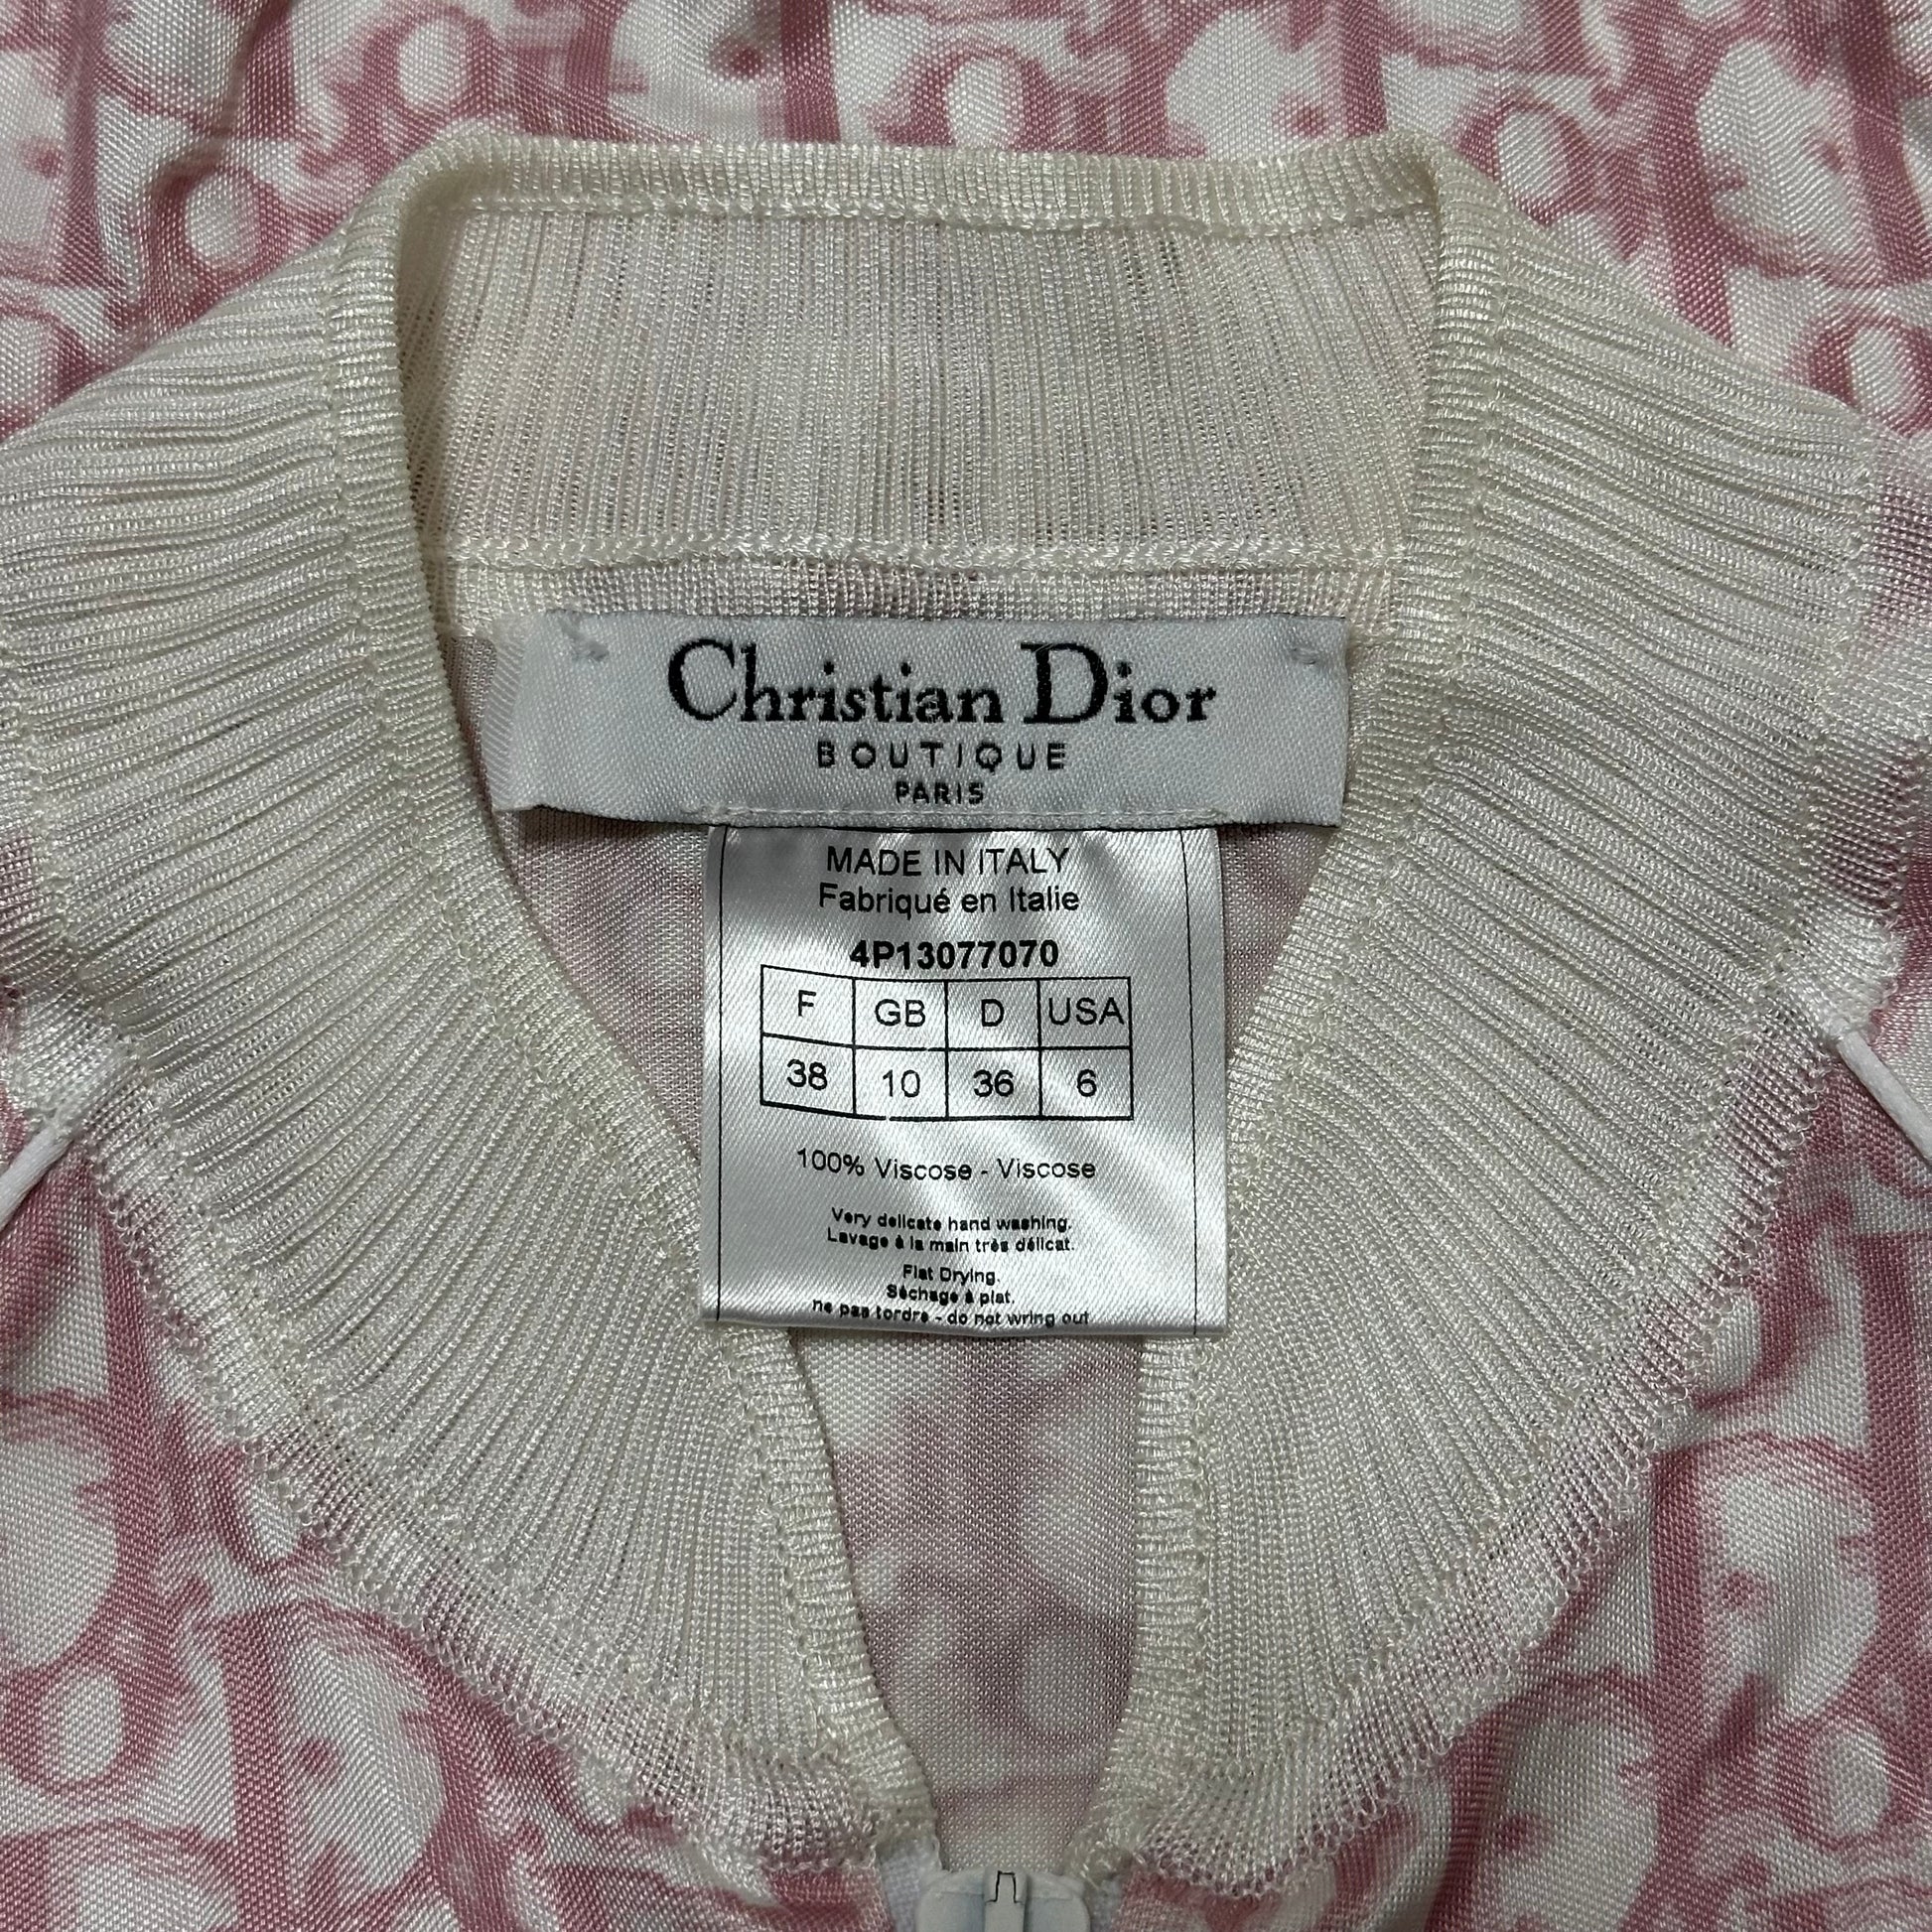 Christian Dior
BOUTIQUE
PARIS
MADE IN ITALY
Fabriqué en Italie
4P13077070
F GB D USA
38 10 36 6
100% Viscose - Viscose
Very delicate hand washing.
Lavage à la main très délicat.
Flat Drying.
Séchage à plat.
ne pas tordre - do not wring out